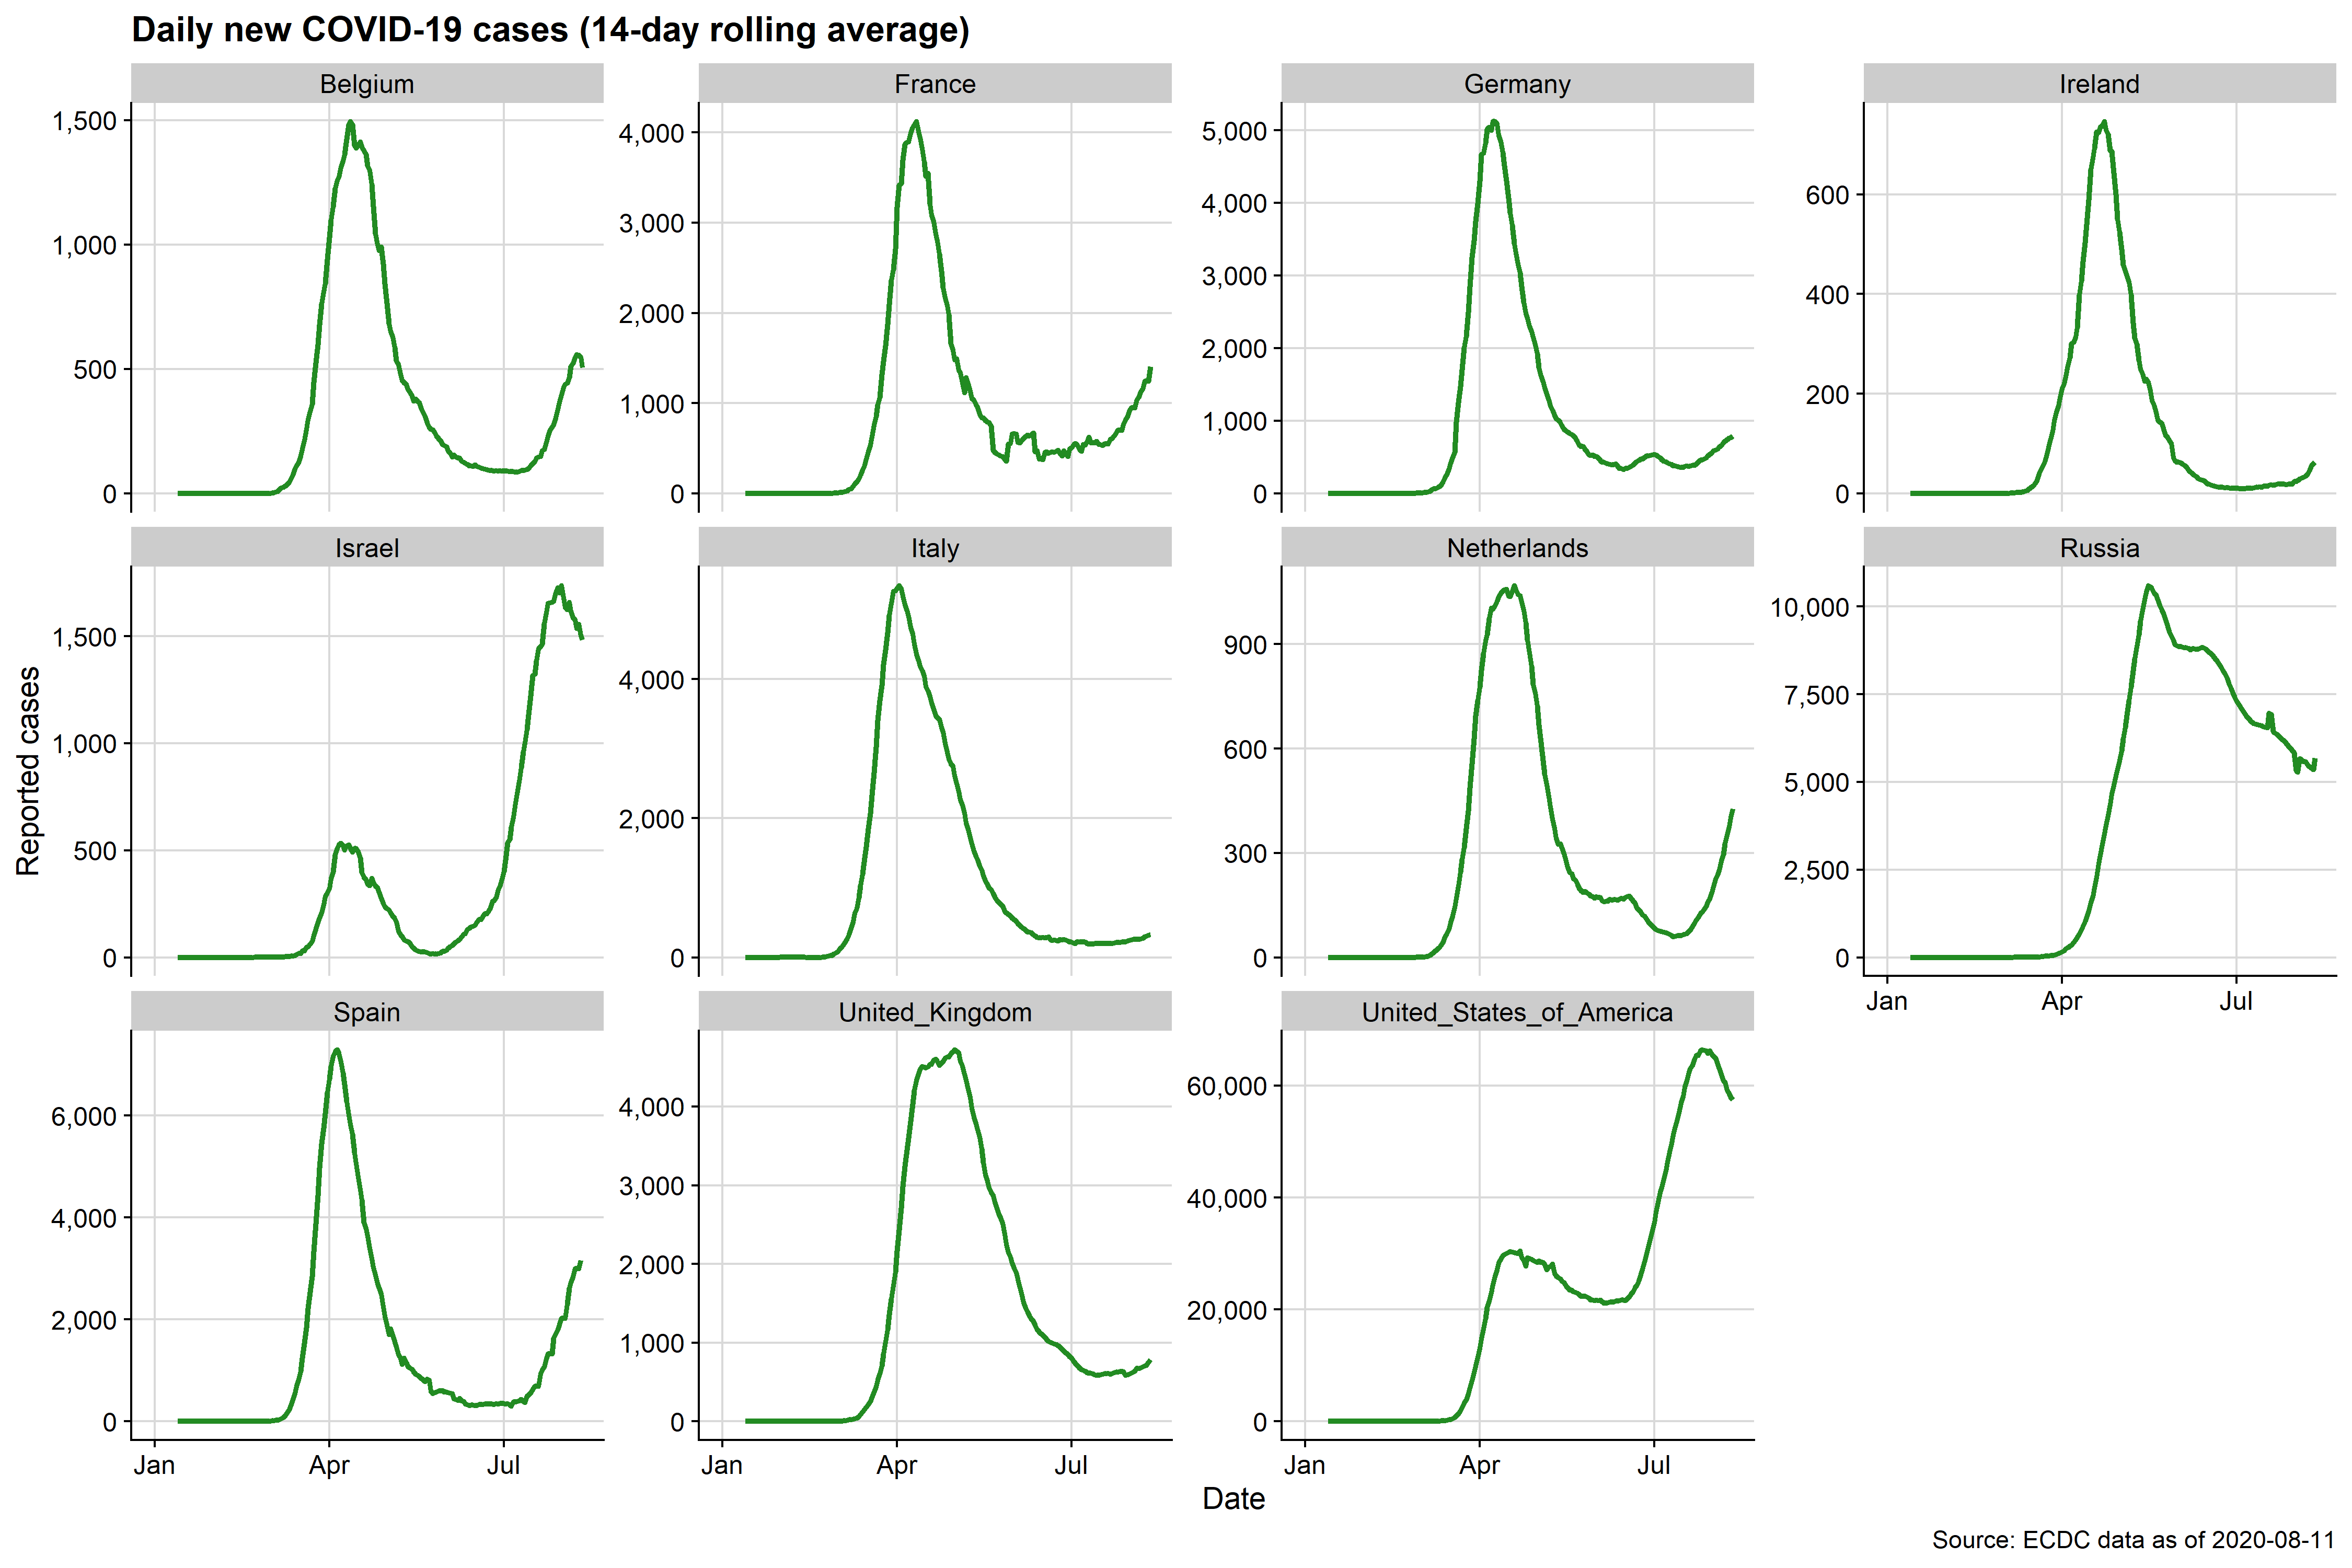 Daily new COVID-19 cases (14-day rolling average)
Belgium
France
Germany
Ireland
1,500
1,000
500
0
4,000
3,000
2,000
1,000
0
5,000
4,000
3,000
2,000
1,000
0
600
400
200
0
Israel
Italy
Netherlands
Russia
1,500
1,000
500
0
4,000
2,000
0
900
600
300
0
10,000
7,500
5,000
2,500
0
Jan Apr Jul
Reported cases
Spain
United_Kingdom
United_States_of_America
6,000
4,000
2,000
0
4,000
3,000
2,000
1,000
0
60,000
40,000
20,000
0
Jan Apr Jul
Jan Apr Jul
Jan Apr Jul
Date
Source: ECDC data as of 2020-08-11